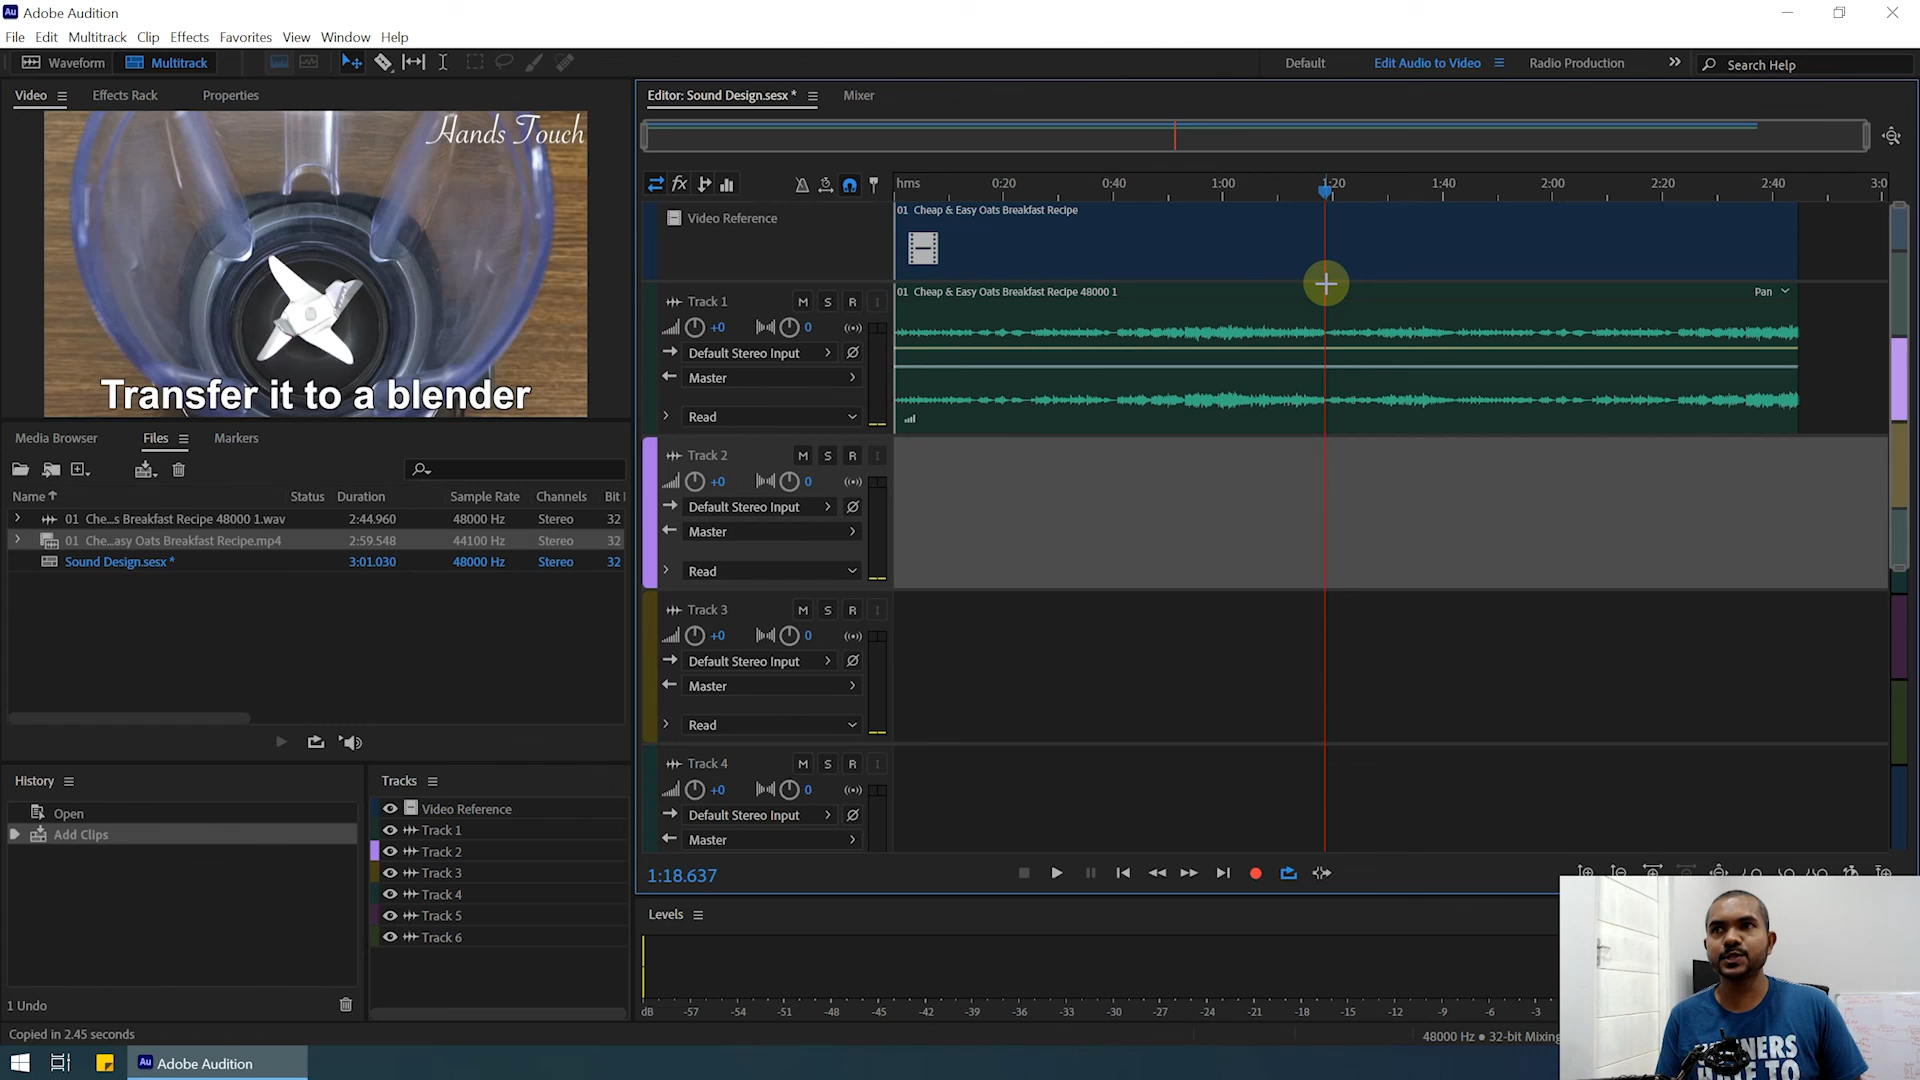 Au Adobe Audition
File Edit Multitrack Clip Effects Favorites View Window Help
Waveform Multitrack Default Edit Audio to Video Radio Production Search Help
Video Effects Rack Properties
Hands Touch
Transfer it to a blender
Media Browser Files Markers
Name Status Duration Sample Rate Channels Bit
01 Che...s Breakfast Recipe 48000 1.wav 2:44.960 48000 Hz Stereo 32
01 Che...asy Oats Breakfast Recipe.mp4 2:59.548 44100 Hz Stereo 32
Sound Design.sesx * 3:01.030 48000 Hz Stereo 32
History
Open
Add Clips
1 Undo
Tracks
Video Reference
Track 1
Track 2
Track 3
Track 4
Track 5
Track 6
Editor: Sound Design.sesx * Mixer
fx hms 0:20 0:40 1:00 1:20 1:40 2:00 2:20 2:40 3:0
Video Reference 01 Cheap & Easy Oats Breakfast Recipe
Track 1 M S R I 01 Cheap & Easy Oats Breakfast Recipe 48000 1 Pan
+0 0
Default Stereo Input
Master
Read
Track 2 M S R I
+0 0
Default Stereo Input
Master
Read
Track 3 M S R I
+0 0
Default Stereo Input
Master
Read
Track 4 M S R I
+0 0
Default Stereo Input
Master
1:18.637
Levels
dB -57 -54 -51 -48 -45 -42 -39 -36 -33 -30 -27 -24 -21 -18 -15 -12 -9 -6 -3
Copied in 2.45 seconds 48000 Hz ● 32-bit Mixing
Au Adobe Audition